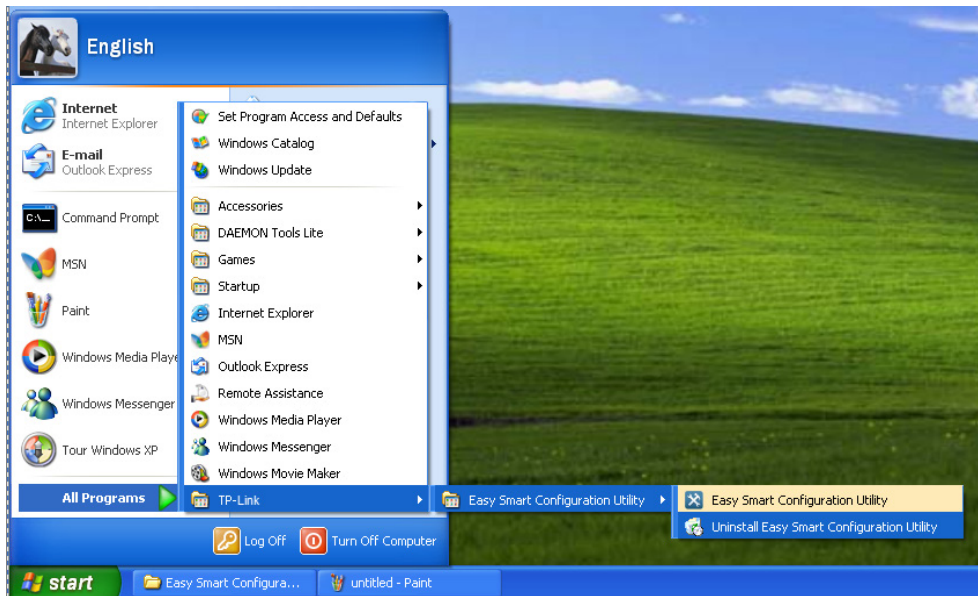 English
Internet
Internet Explorer
E-mail
Outlook Express
C:\_
Command Prompt
MSN
Paint
Windows Media Playe
Windows Messenger
Tour Windows XP
All Programs
Set Program Access and Defaults
Windows Catalog
Windows Update
Accessories
DAEMON Tools Lite
Games
Startup
Internet Explorer
MSN
Outlook Express
Remote Assistance
Windows Media Player
Windows Messenger
Windows Movie Maker
TP-Link
Easy Smart Configuration Utility
Easy Smart Configuration Utility
Uninstall Easy Smart Configuration Utility
Log Off
Turn Off Computer
start
Easy Smart Configura...
untitled - Paint